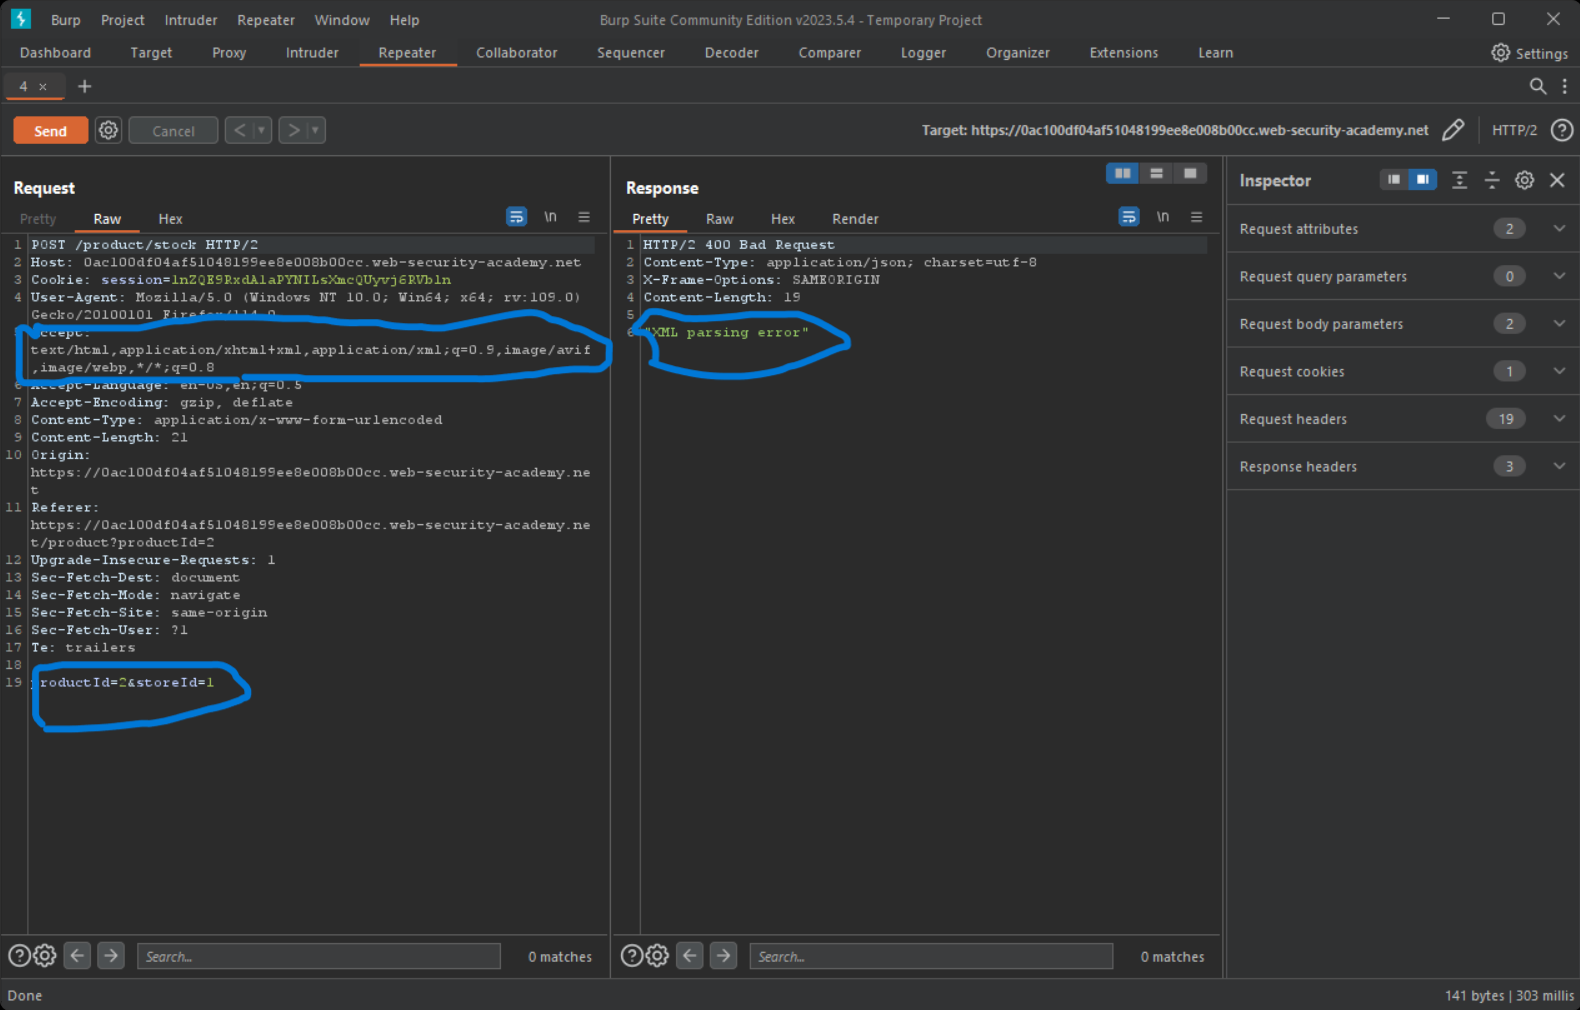 Burp Project Intruder Repeater Window Help Burp Suite Community Edition v2023.5.4 - Temporary Project
Dashboard Target Proxy Intruder Repeater Collaborator Sequencer Decoder Comparer Logger Organizer Extensions Learn Settings
4 × +
Send Cancel < > Target: https://0ac100df04af51048199ee8e008b00cc.web-security-academy.net HTTP/2 ?
Request
Pretty Raw Hex \n
1 POST /product/stock HTTP/2
2 Host: 0ac100df04af51048199ee8e008b00cc.web-security-academy.net
3 Cookie: session=lnZQE9RxdAlaPYNILsXmcQUyvj6RVbln
4 User-Agent: Mozilla/5.0 (Windows NT 10.0; Win64; x64; rv:109.0)
Gecko/20100101
Accept:
text/html,application/xhtml+xml,application/xml;q=0.9,image/avif
,image/webp,*/*;q=0.8
6 Accept-Language: en-US,en;q=0.5
7 Accept-Encoding: gzip, deflate
8 Content-Type: application/x-www-form-urlencoded
9 Content-Length: 21
10 Origin:
https://0ac100df04af51048199ee8e008b00cc.web-security-academy.ne
t
11 Referer:
https://0ac100df04af51048199ee8e008b00cc.web-security-academy.ne
t/product?productId=2
12 Upgrade-Insecure-Requests: 1
13 Sec-Fetch-Dest: document
14 Sec-Fetch-Mode: navigate
15 Sec-Fetch-Site: same-origin
16 Sec-Fetch-User: ?1
17 Te: trailers
18
19 productId=2&storeId=1
? Search... 0 matches
Response
Pretty Raw Hex Render \n
1 HTTP/2 400 Bad Request
2 Content-Type: application/json; charset=utf-8
3 X-Frame-Options: SAMEORIGIN
4 Content-Length: 19
5
6 "XML parsing error"
? Search... 0 matches
Inspector
Request attributes 2
Request query parameters 0
Request body parameters 2
Request cookies 1
Request headers 19
Response headers 3
Done 141 bytes | 303 millis